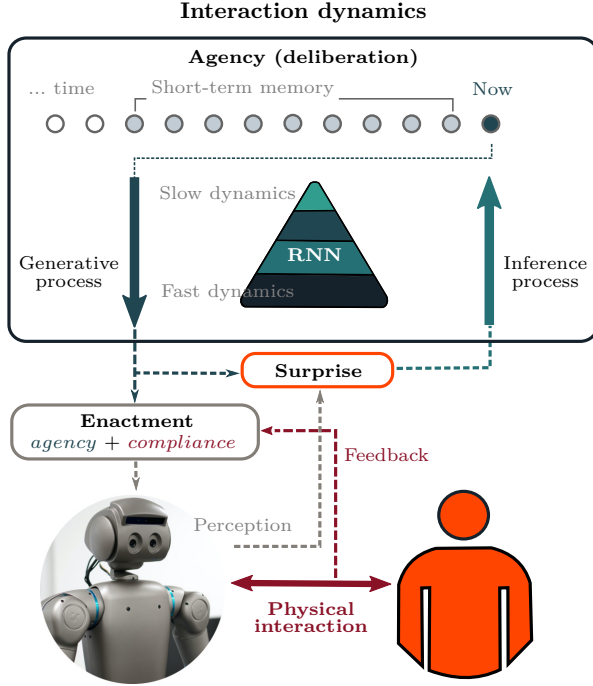 Interaction dynamics
Agency (deliberation)
... time
Short-term memory
Now
Slow dynamics
RNN
Generative
process
Inference
process
Fast dynamics
Surprise
Enactment
agency + compliance
Feedback
Perception
Physical
interaction